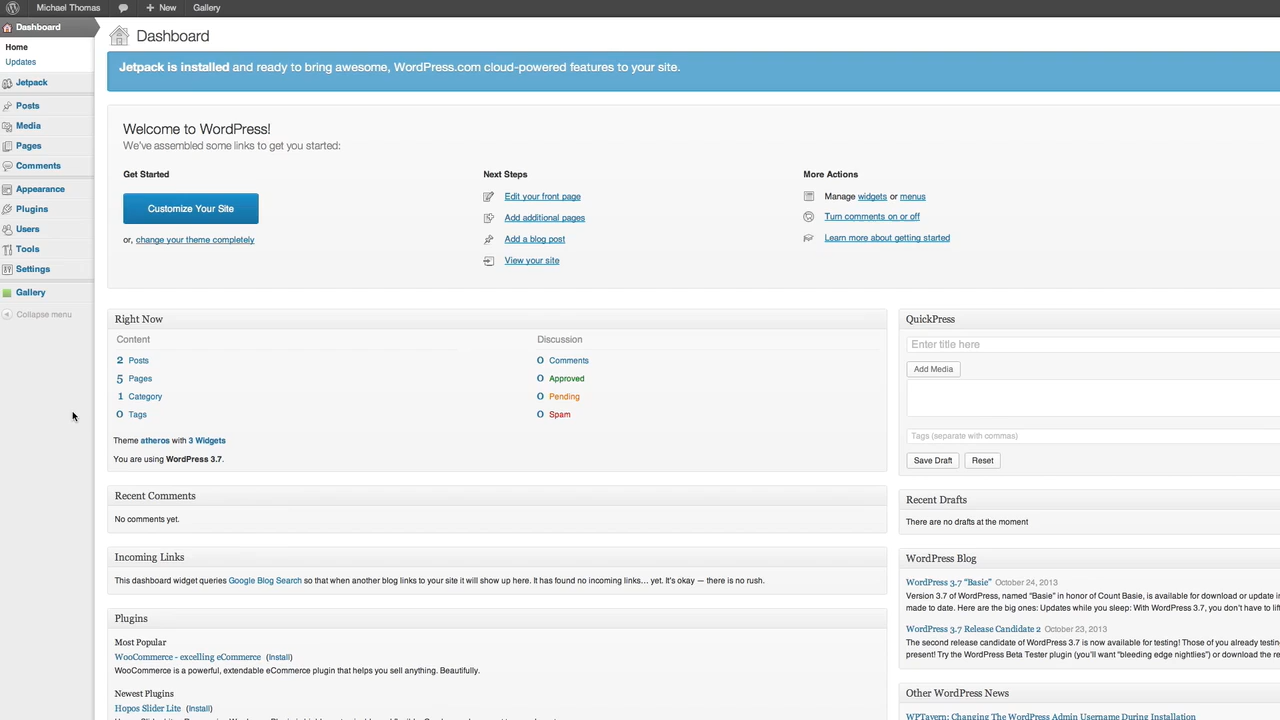 Michael Thomas
New
Gallery
Dashboard
Home
Updates
Jetpack
Posts
Media
Pages
Comments
Appearance
Plugins
Users
Tools
Settings
Gallery
Collapse menu
Dashboard
Jetpack is installed and ready to bring awesome, WordPress.com cloud-powered features to your site.
Welcome to WordPress!
We've assembled some links to get you started:
Get Started
Customize Your Site
or, change your theme completely
Next Steps
Edit your front page
Add additional pages
Add a blog post
View your site
More Actions
Manage widgets or menus
Turn comments on or off
Learn more about getting started
Right Now
Content
2 Posts
5 Pages
1 Category
0 Tags
Discussion
0 Comments
0 Approved
0 Pending
0 Spam
Theme atheros with 3 Widgets
You are using WordPress 3.7.
Recent Comments
No comments yet.
Incoming Links
This dashboard widget queries Google Blog Search so that when another blog links to your site it will show up here. It has found no incoming links… yet. It's okay — there is no rush.
Plugins
Most Popular
WooCommerce - excelling eCommerce (Install)
WooCommerce is a powerful, extendable eCommerce plugin that helps you sell anything. Beautifully.
Newest Plugins
Hopos Slider Lite (Install)
QuickPress
Enter title here
Add Media
Tags (separate with commas)
Save Draft
Reset
Recent Drafts
There are no drafts at the moment
WordPress Blog
WordPress 3.7 "Basie" October 24, 2013
Version 3.7 of WordPress, named "Basie" in honor of Count Basie, is available for download or update in
made to date. Here are the big ones: Updates while you sleep: With WordPress 3.7, you don't have to lif
WordPress 3.7 Release Candidate 2 October 23, 2013
The second release candidate of WordPress 3.7 is now available for testing! Those of you already testing
present! Try the WordPress Beta Tester plugin (you'll want "bleeding edge nightlies") or download the re
Other WordPress News
WPTavern: Changing The WordPress Admin Username During Installation